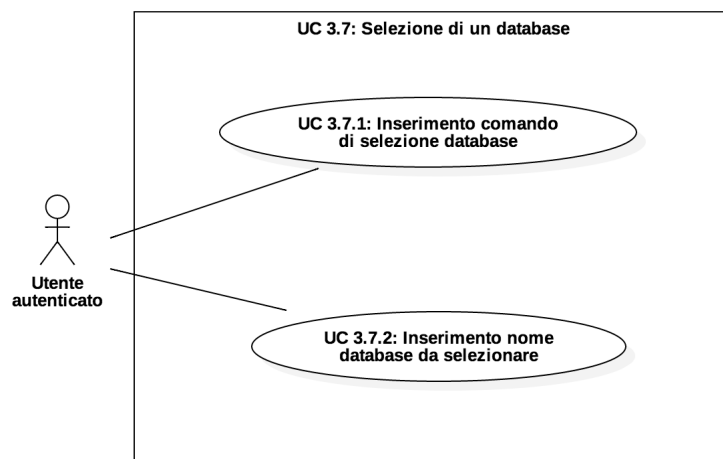 UC 3.7: Selezione di un database
UC 3.7.1: Inserimento comando
di selezione database
Utente
autenticato
UC 3.7.2: Inserimento nome
database da selezionare